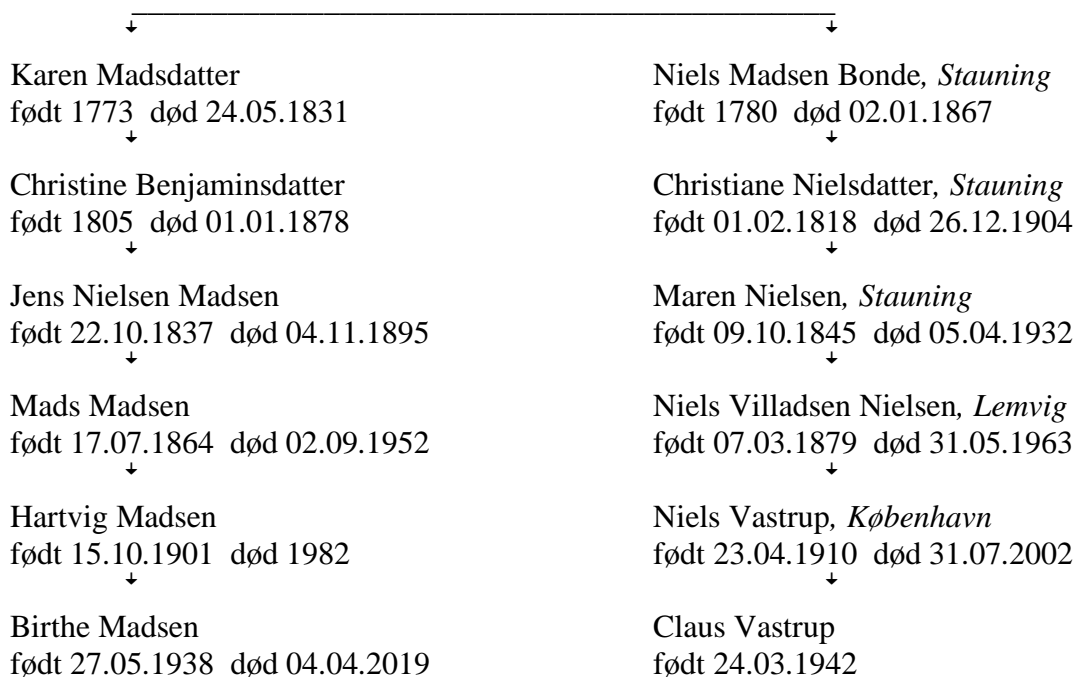 Karen Madsdatter
født 1773 død 24.05.1831
Christine Benjaminsdatter
født 1805 død 01.01.1878
Jens Nielsen Madsen
født 22.10.1837 død 04.11.1895
Mads Madsen
født 17.07.1864 død 02.09.1952
Hartvig Madsen
født 15.10.1901 død 1982
Birthe Madsen
født 27.05.1938 død 04.04.2019
Niels Madsen Bonde, Stauning
født 1780 død 02.01.1867
Christiane Nielsdatter, Stauning
født 01.02.1818 død 26.12.1904
Maren Nielsen, Stauning
født 09.10.1845 død 05.04.1932
Niels Villadsen Nielsen, Lemvig
født 07.03.1879 død 31.05.1963
Niels Vastrup, København
født 23.04.1910 død 31.07.2002
Claus Vastrup
født 24.03.1942